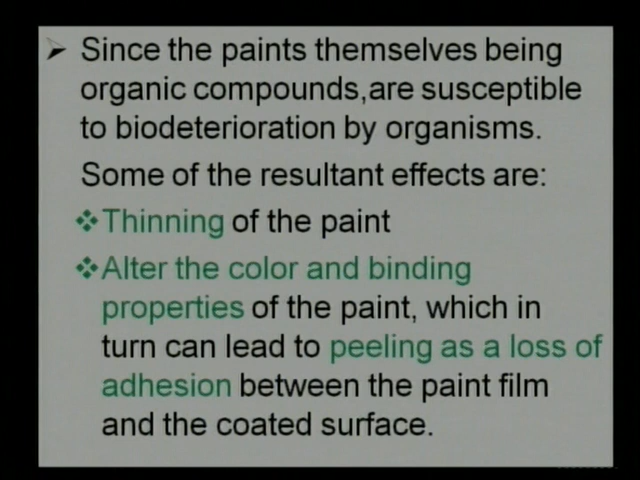 Since the paints themselves being
organic compounds,are susceptible
to biodeterioration by organisms.
Some of the resultant effects are:
Thinning of the paint
Alter the color and binding
properties of the paint, which in
turn can lead to peeling as a loss of
adhesion between the paint film
and the coated surface.